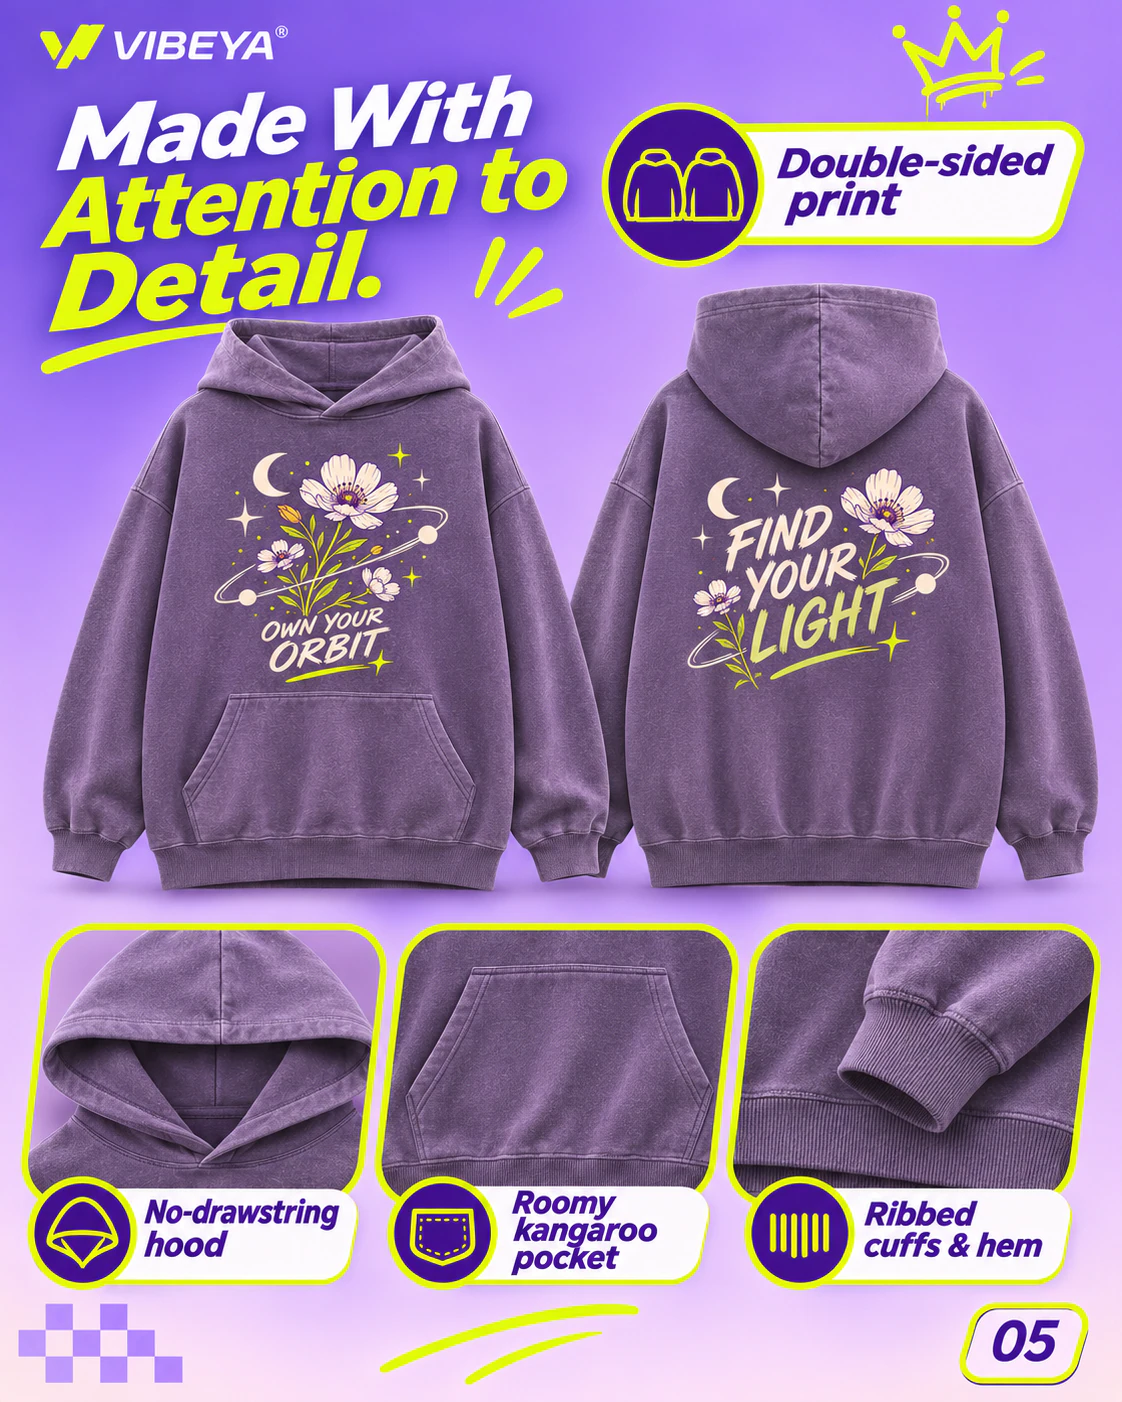 VIBEYA®
Made With
Attention to
Detail.
Double-sided
print
OWN YOUR
ORBIT
FIND
YOUR
LIGHT
No-drawstring
hood
Roomy
kangaroo
pocket
Ribbed
cuffs & hem
05